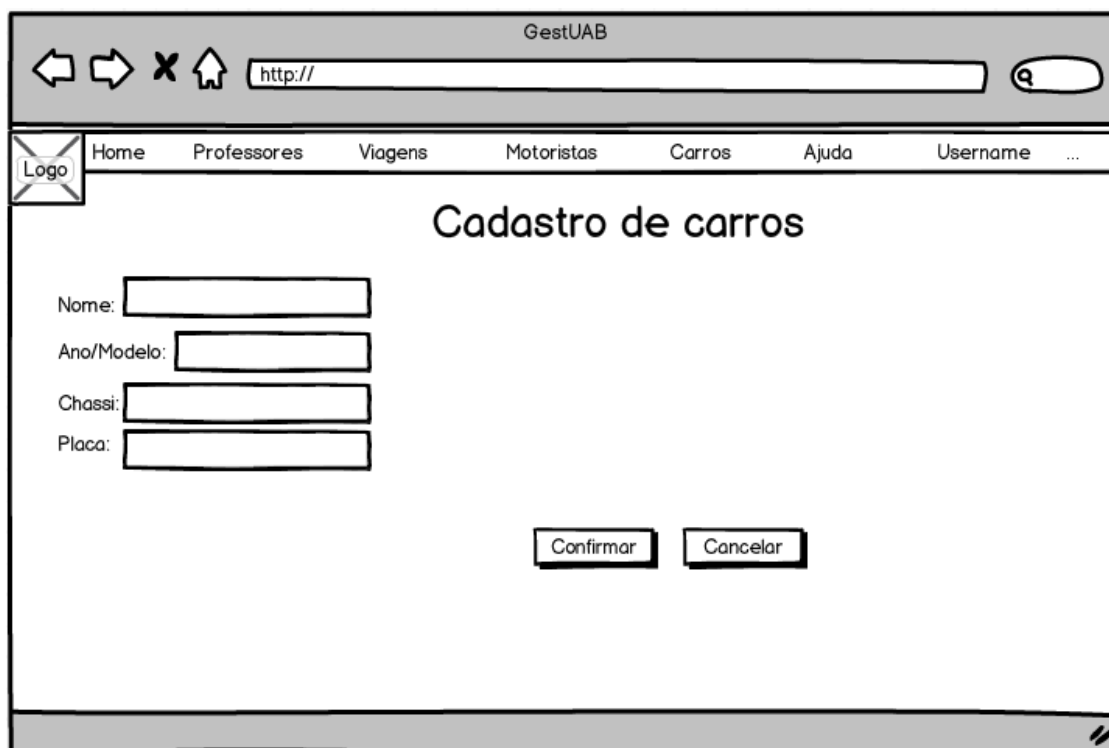 GestUAB
http://
Logo
Home Professores Viagens Motoristas Carros Ajuda Username ...
Cadastro de carros
Nome:
Ano/Modelo:
Chassi:
Placa:
Confirmar Cancelar